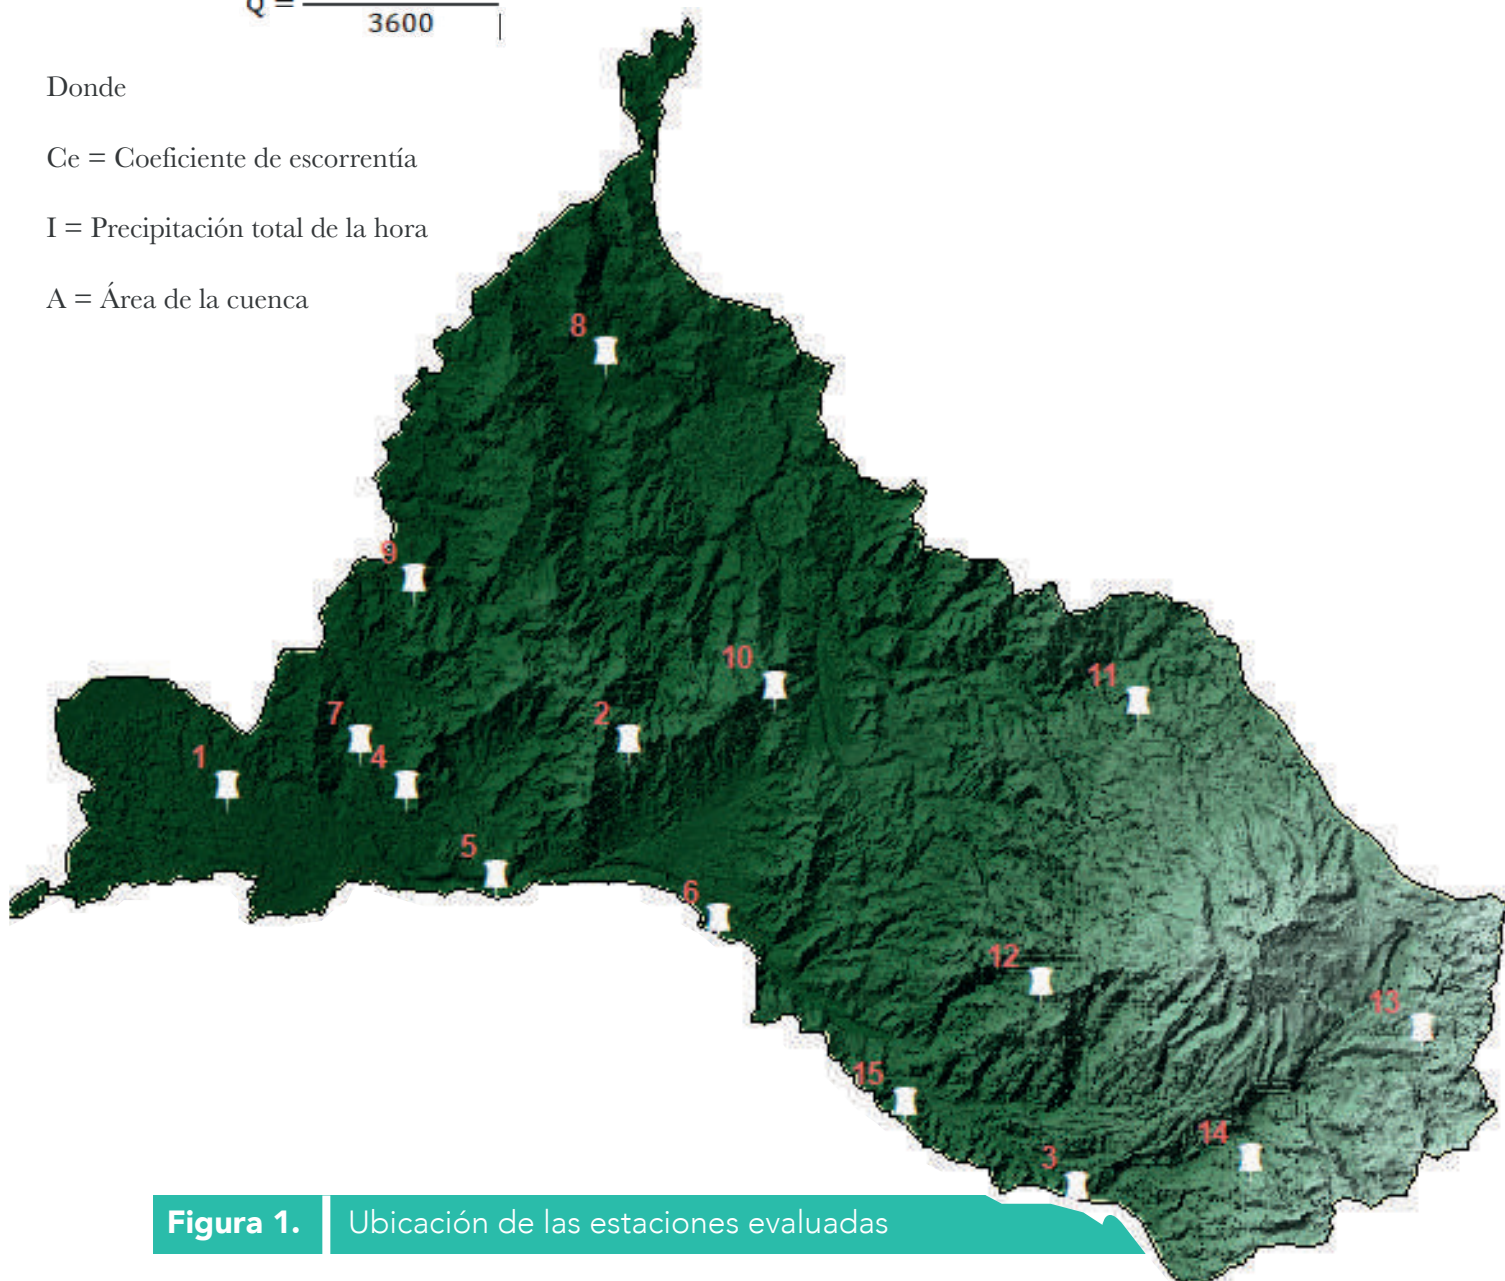 Q =
3600
Donde
Ce = Coeficiente de escorrentía
I = Precipitación total de la hora
A = Área de la cuenca
8
9
10
11
7
2
1
4
5
6
12
13
15
14
3
Figura 1. Ubicación de las estaciones evaluadas